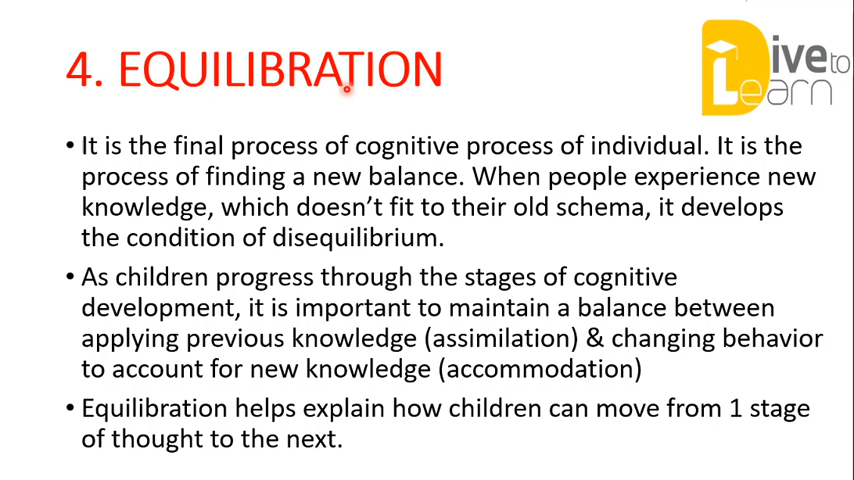 4. EQUILIBRATION
Dive to
Learn
• It is the final process of cognitive process of individual. It is the
process of finding a new balance. When people experience new
knowledge, which doesn't fit to their old schema, it develops
the condition of disequilibrium.
• As children progress through the stages of cognitive
development, it is important to maintain a balance between
applying previous knowledge (assimilation) & changing behavior
to account for new knowledge (accommodation)
• Equilibration helps explain how children can move from 1 stage
of thought to the next.